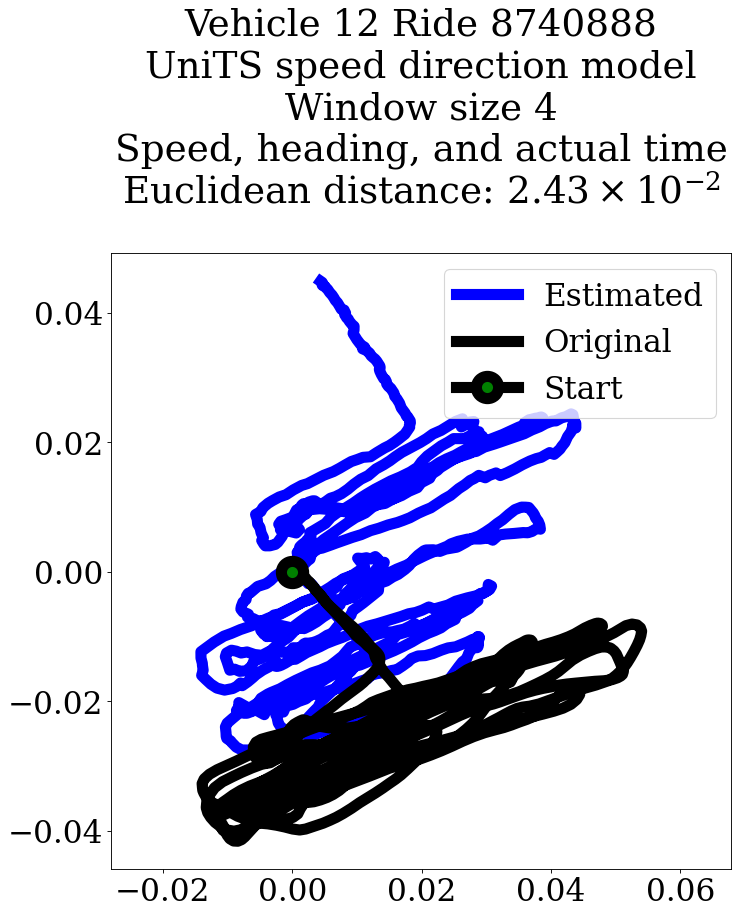 Vehicle 12 Ride 8740888
UniTS speed direction model
Window size 4
Speed, heading, and actual time
Euclidean distance: 2.43 × 10⁻²
Estimated
Original
Start
0.04
0.02
0.00
−0.02
−0.04
−0.02 0.00 0.02 0.04 0.06